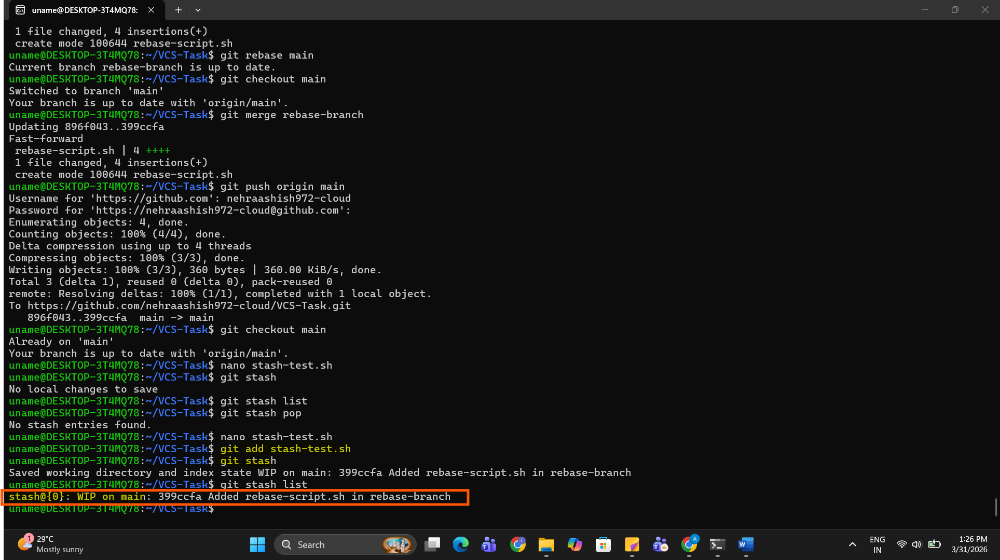 uname@DESKTOP-3T4MQ78:
1 file changed, 4 insertions(+)
create mode 100644 rebase-script.sh
uname@DESKTOP-3T4MQ78:~/VCS-Task$ git rebase main
Current branch rebase-branch is up to date.
uname@DESKTOP-3T4MQ78:~/VCS-Task$ git checkout main
Switched to branch 'main'
Your branch is up to date with 'origin/main'.
uname@DESKTOP-3T4MQ78:~/VCS-Task$ git merge rebase-branch
Updating 896f043..399ccfa
Fast-forward
rebase-script.sh | 4 ++++
1 file changed, 4 insertions(+)
create mode 100644 rebase-script.sh
uname@DESKTOP-3T4MQ78:~/VCS-Task$ git push origin main
Username for 'https://github.com': nehraashish972-cloud
Password for 'https://nehraashish972-cloud@github.com':
Enumerating objects: 4, done.
Counting objects: 100% (4/4), done.
Delta compression using up to 4 threads
Compressing objects: 100% (3/3), done.
Writing objects: 100% (3/3), 360 bytes | 360.00 KiB/s, done.
Total 3 (delta 1), reused 0 (delta 0), pack-reused 0
remote: Resolving deltas: 100% (1/1), completed with 1 local object.
To https://github.com/nehraashish972-cloud/VCS-Task.git
896f043..399ccfa  main -> main
uname@DESKTOP-3T4MQ78:~/VCS-Task$ git checkout main
Already on 'main'
Your branch is up to date with 'origin/main'.
uname@DESKTOP-3T4MQ78:~/VCS-Task$ nano stash-test.sh
uname@DESKTOP-3T4MQ78:~/VCS-Task$ git stash
No local changes to save
uname@DESKTOP-3T4MQ78:~/VCS-Task$ git stash list
uname@DESKTOP-3T4MQ78:~/VCS-Task$ git stash pop
No stash entries found.
uname@DESKTOP-3T4MQ78:~/VCS-Task$ nano stash-test.sh
uname@DESKTOP-3T4MQ78:~/VCS-Task$ git add stash-test.sh
uname@DESKTOP-3T4MQ78:~/VCS-Task$ git stash
Saved working directory and index state WIP on main: 399ccfa Added rebase-script.sh in rebase-branch
uname@DESKTOP-3T4MQ78:~/VCS-Task$ git stash list
stash@{0}: WIP on main: 399ccfa Added rebase-script.sh in rebase-branch
uname@DESKTOP-3T4MQ78:~/VCS-Task$
1
29°C
Mostly sunny
Search
ENG
IN
1:26 PM
3/31/2026